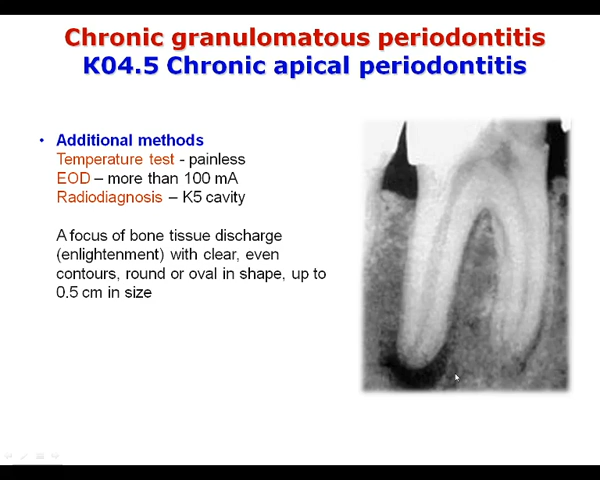 Chronic granulomatous periodontitis
K04.5 Chronic apical periodontitis
• Additional methods
Temperature test - painless
EOD – more than 100 mA
Radiodiagnosis – K5 cavity
A focus of bone tissue discharge
(enlightenment) with clear, even
contours, round or oval in shape, up to
0.5 cm in size